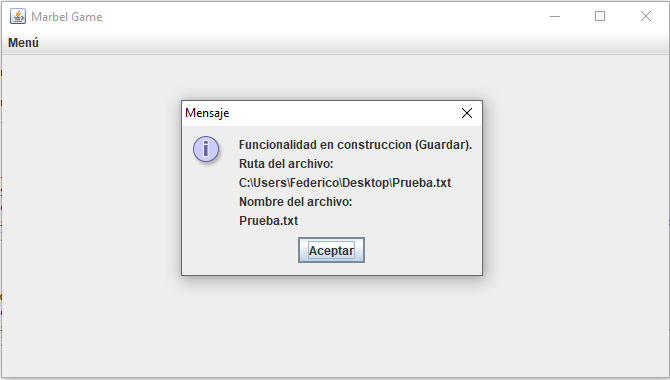 Marbel Game
Menú
Mensaje
Funcionalidad en construccion (Guardar).
Ruta del archivo:
C:\Users\Federico\Desktop\Prueba.txt
Nombre del archivo:
Prueba.txt
Aceptar